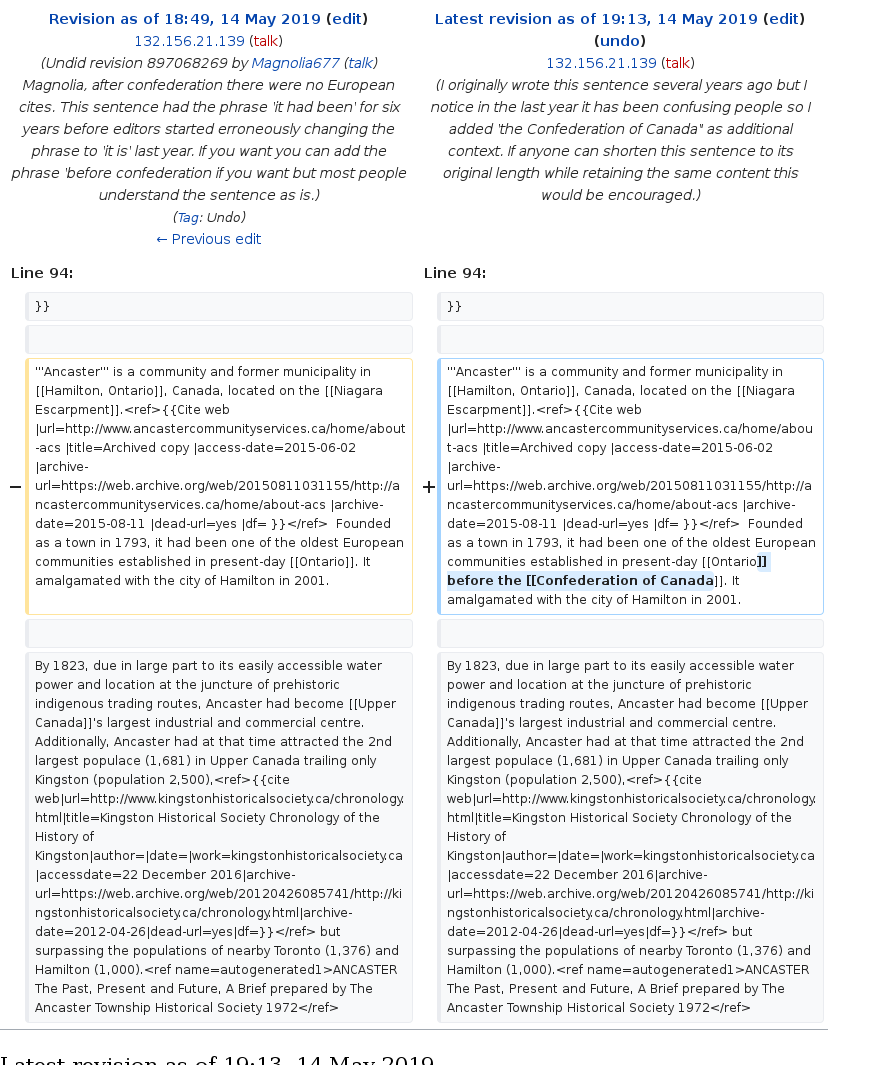 Revision as of 18:49, 14 May 2019 (edit)
132.156.21.139 (talk)
(Undid revision 897068269 by Magnolia677 (talk)
Magnolia, after confederation there were no European
cites. This sentence had the phrase 'it had been' for six
years before editors started erroneously changing the
phrase to 'it is' last year. If you want you can add the
phrase 'before confederation if you want but most people
understand the sentence as is.)
(Tag: Undo)
← Previous edit
Latest revision as of 19:13, 14 May 2019 (edit)
(undo)
132.156.21.139 (talk)
(I originally wrote this sentence several years ago but I
notice in the last year it has been confusing people so I
added 'the Confederation of Canada" as additional
context. If anyone can shorten this sentence to its
original length while retaining the same content this
would be encouraged.)
Line 94:
Line 94:
}}
}}
−
'''Ancaster''' is a community and former municipality in
[[Hamilton, Ontario]], Canada, located on the [[Niagara
Escarpment]].<ref>{{Cite web
|url=http://www.ancastercommunityservices.ca/home/about
-acs |title=Archived copy |access-date=2015-06-02
|archive-
url=https://web.archive.org/web/20150811031155/http://a
ncastercommunityservices.ca/home/about-acs |archive-
date=2015-08-11 |dead-url=yes |df= }}</ref>  Founded
as a town in 1793, it had been one of the oldest European
communities established in present-day [[Ontario]]. It
amalgamated with the city of Hamilton in 2001.
+
'''Ancaster''' is a community and former municipality in
[[Hamilton, Ontario]], Canada, located on the [[Niagara
Escarpment]].<ref>{{Cite web
|url=http://www.ancastercommunityservices.ca/home/abou
t-acs |title=Archived copy |access-date=2015-06-02
|archive-
url=https://web.archive.org/web/20150811031155/http://a
ncastercommunityservices.ca/home/about-acs |archive-
date=2015-08-11 |dead-url=yes |df= }}</ref>  Founded
as a town in 1793, it had been one of the oldest European
communities established in present-day [[Ontario]]
before the [[Confederation of Canada]]. It
amalgamated with the city of Hamilton in 2001.
By 1823, due in large part to its easily accessible water
power and location at the juncture of prehistoric
indigenous trading routes, Ancaster had become [[Upper
Canada]]'s largest industrial and commercial centre.
Additionally, Ancaster had at that time attracted the 2nd
largest populace (1,681) in Upper Canada trailing only
Kingston (population 2,500),<ref>{{cite
web|url=http://www.kingstonhistoricalsociety.ca/chronology.
html|title=Kingston Historical Society Chronology of the
History of
Kingston|author=|date=|work=kingstonhistoricalsociety.ca
|accessdate=22 December 2016|archive-
url=https://web.archive.org/web/20120426085741/http://ki
ngstonhistoricalsociety.ca/chronology.html|archive-
date=2012-04-26|dead-url=yes|df=}}</ref> but
surpassing the populations of nearby Toronto (1,376) and
Hamilton (1,000).<ref name=autogenerated1>ANCASTER
The Past, Present and Future, A Brief prepared by The
Ancaster Township Historical Society 1972</ref>
By 1823, due in large part to its easily accessible water
power and location at the juncture of prehistoric
indigenous trading routes, Ancaster had become [[Upper
Canada]]'s largest industrial and commercial centre.
Additionally, Ancaster had at that time attracted the 2nd
largest populace (1,681) in Upper Canada trailing only
Kingston (population 2,500),<ref>{{cite
web|url=http://www.kingstonhistoricalsociety.ca/chronology.
html|title=Kingston Historical Society Chronology of the
History of
Kingston|author=|date=|work=kingstonhistoricalsociety.ca
|accessdate=22 December 2016|archive-
url=https://web.archive.org/web/20120426085741/http://ki
ngstonhistoricalsociety.ca/chronology.html|archive-
date=2012-04-26|dead-url=yes|df=}}</ref> but
surpassing the populations of nearby Toronto (1,376) and
Hamilton (1,000).<ref name=autogenerated1>ANCASTER
The Past, Present and Future, A Brief prepared by The
Ancaster Township Historical Society 1972</ref>
Latest revision as of 19:13, 14 May 2019